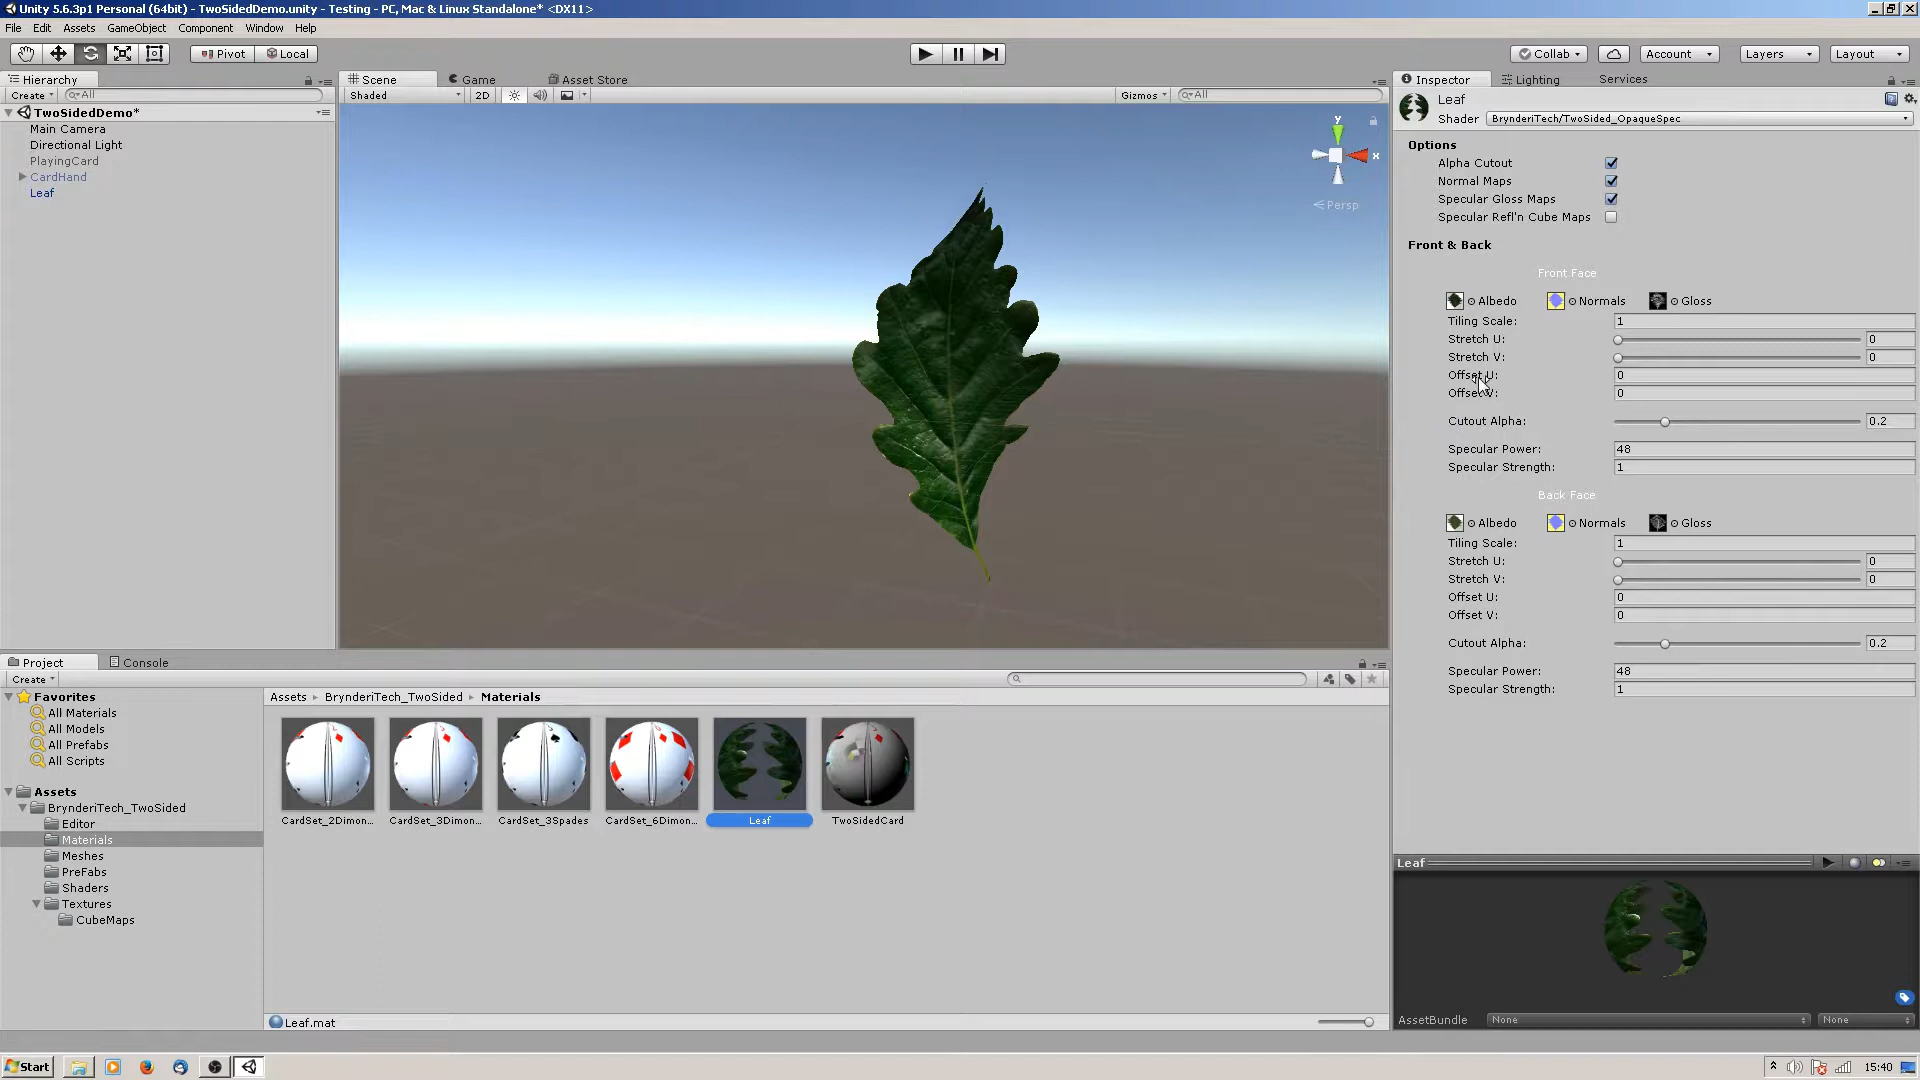 Unity 5.6.3p1 Personal (64bit) - TwoSidedDemo.unity - Testing - PC, Mac & Linux Standalone* <DX11>
File Edit Assets GameObject Component Window Help
Pivot Local Collab Account Layers Layout
Hierarchy
Create All
TwoSidedDemo*
Main Camera
Directional Light
PlayingCard
CardHand
Leaf
Scene Game Asset Store
Shaded 2D Gizmos All
y
x
Persp
Inspector Lighting Services
Leaf
Shader BrynderiTech/TwoSided_OpaqueSpec
Options
Alpha Cutout
Normal Maps
Specular Gloss Maps
Specular Refl'n Cube Maps
Front & Back
Front Face
Albedo Normals Gloss
Tiling Scale: 1
Stretch U: 0
Stretch V: 0
Offset U: 0
Offset V: 0
Cutout Alpha: 0.2
Specular Power: 48
Specular Strength: 1
Back Face
Albedo Normals Gloss
Tiling Scale: 1
Stretch U: 0
Stretch V: 0
Offset U: 0
Offset V: 0
Cutout Alpha: 0.2
Specular Power: 48
Specular Strength: 1
Project Console
Create
Favorites
All Materials
All Models
All Prefabs
All Scripts
Assets
BrynderiTech_TwoSided
Editor
Materials
Meshes
PreFabs
Shaders
Textures
CubeMaps
Assets BrynderiTech_TwoSided Materials
CardSet_2Dimon... CardSet_3Dimon... CardSet_3Spades CardSet_6Dimon... Leaf TwoSidedCard
Leaf.mat
Leaf
AssetBundle None None
Start 15:40